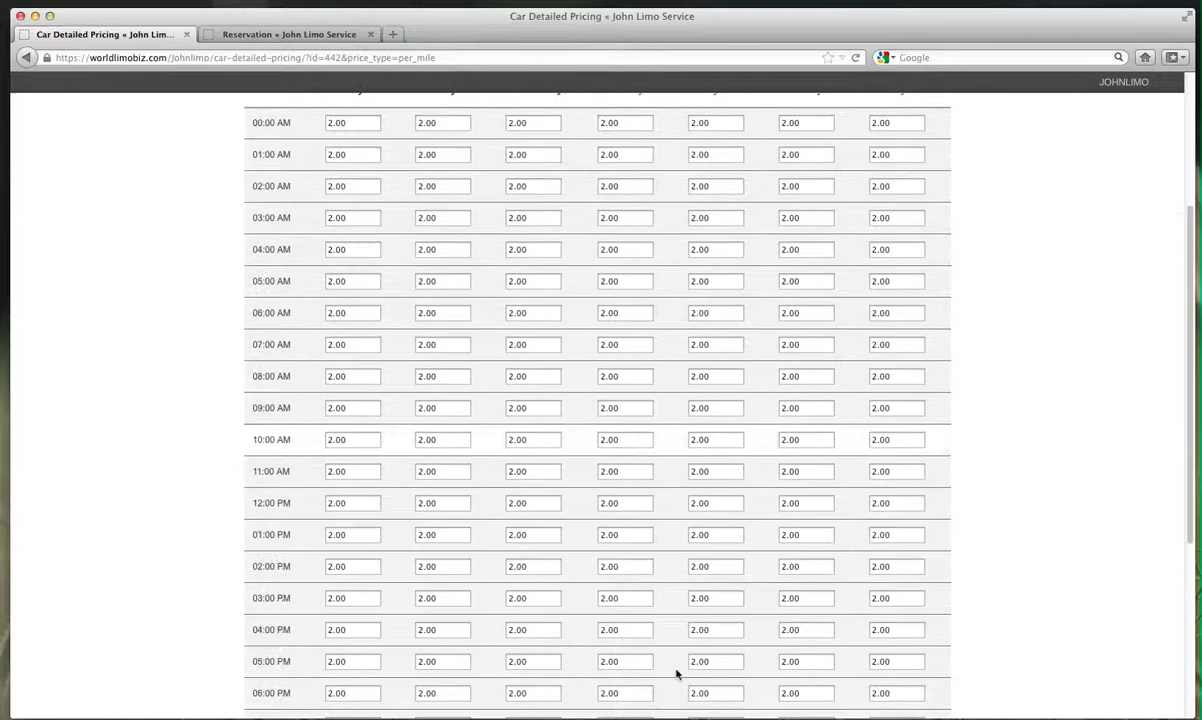 Car Detailed Pricing « John Limo Service
Car Detailed Pricing « John Lim... Reservation « John Limo Service
https://worldlimobiz.com/Johnlimo/car-detailed-pricing/?id=442&price_type=per_mile Google
JOHNLIMO
00:00 AM 2.00 2.00 2.00 2.00 2.00 2.00 2.00
01:00 AM 2.00 2.00 2.00 2.00 2.00 2.00 2.00
02:00 AM 2.00 2.00 2.00 2.00 2.00 2.00 2.00
03:00 AM 2.00 2.00 2.00 2.00 2.00 2.00 2.00
04:00 AM 2.00 2.00 2.00 2.00 2.00 2.00 2.00
05:00 AM 2.00 2.00 2.00 2.00 2.00 2.00 2.00
06:00 AM 2.00 2.00 2.00 2.00 2.00 2.00 2.00
07:00 AM 2.00 2.00 2.00 2.00 2.00 2.00 2.00
08:00 AM 2.00 2.00 2.00 2.00 2.00 2.00 2.00
09:00 AM 2.00 2.00 2.00 2.00 2.00 2.00 2.00
10:00 AM 2.00 2.00 2.00 2.00 2.00 2.00 2.00
11:00 AM 2.00 2.00 2.00 2.00 2.00 2.00 2.00
12:00 PM 2.00 2.00 2.00 2.00 2.00 2.00 2.00
01:00 PM 2.00 2.00 2.00 2.00 2.00 2.00 2.00
02:00 PM 2.00 2.00 2.00 2.00 2.00 2.00 2.00
03:00 PM 2.00 2.00 2.00 2.00 2.00 2.00 2.00
04:00 PM 2.00 2.00 2.00 2.00 2.00 2.00 2.00
05:00 PM 2.00 2.00 2.00 2.00 2.00 2.00 2.00
06:00 PM 2.00 2.00 2.00 2.00 2.00 2.00 2.00